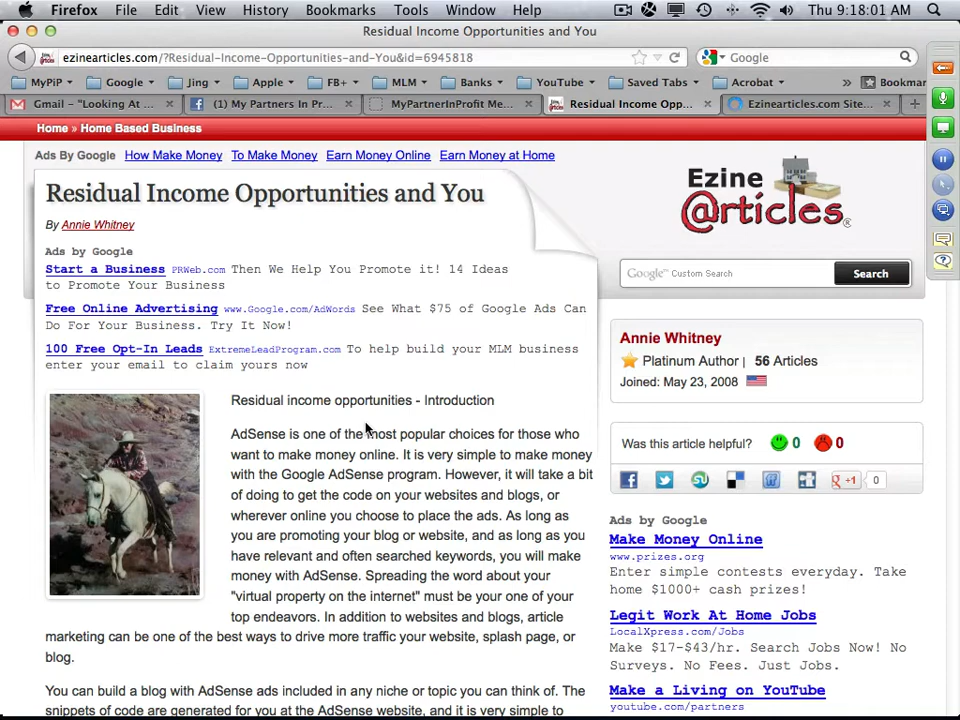 Firefox File Edit View History Bookmarks Tools Window Help Thu 9:18:01 AM
Residual Income Opportunities and You
ezinearticles.com/?Residual-Income-Opportunities-and-You&id=6945818
Google
MyPiP Google Jing Apple FB+ MLM Banks YouTube Saved Tabs Acrobat » Bookmar
Gmail - "Looking At ... (1) My Partners In Pr... MyPartnerInProfit Me... Residual Income Opp... Ezinearticles.com Site...
Home » Home Based Business
Ads By Google How Make Money To Make Money Earn Money Online Earn Money at Home
Residual Income Opportunities and You
By Annie Whitney
Ads by Google
Start a Business PRWeb.com Then We Help You Promote it! 14 Ideas
to Promote Your Business
Free Online Advertising www.Google.com/AdWords See What $75 of Google Ads Can
Do For Your Business. Try It Now!
100 Free Opt-In Leads ExtremeLeadProgram.com To help build your MLM business
enter your email to claim yours now
Residual income opportunities - Introduction
AdSense is one of the most popular choices for those who
want to make money online. It is very simple to make money
with the Google AdSense program. However, it will take a bit
of doing to get the code on your websites and blogs, or
wherever online you choose to place the ads. As long as
you are promoting your blog or website, and as long as you
have relevant and often searched keywords, you will make
money with AdSense. Spreading the word about your
"virtual property on the internet" must be your one of your
top endeavors. In addition to websites and blogs, article
marketing can be one of the best ways to drive more traffic your website, splash page, or
blog.
You can build a blog with AdSense ads included in any niche or topic you can think of. The
snippets of code are generated for you at the AdSense website, and it is very simple to
Ezine
@rticles®
Google Custom Search Search
Annie Whitney
Platinum Author | 56 Articles
Joined: May 23, 2008
Was this article helpful? 0 0
+1 0
Ads by Google
Make Money Online
www.prizes.org
Enter simple contests everyday. Take
home $1000+ cash prizes!
Legit Work At Home Jobs
LocalXpress.com/Jobs
Make $17-$43/hr. Search Jobs Now! No
Surveys. No Fees. Just Jobs.
Make a Living on YouTube
youtube.com/partners